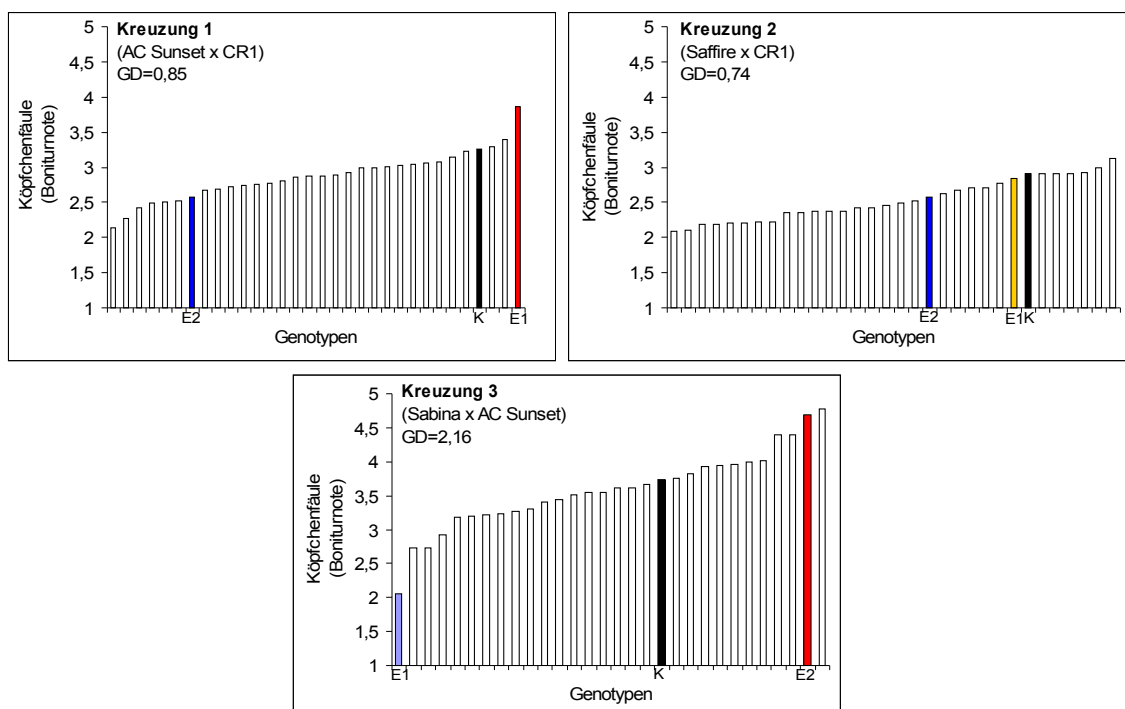 Kreuzung 1
(AC Sunset x CR1)
GD=0,85
Köpfchenfäule
(Boniturnote)
5
4,5
4
3,5
3
2,5
2
1,5
1
E2
K
E1
Genotypen
Kreuzung 2
(Saffire x CR1)
GD=0,74
Köpfchenfäule
(Boniturnote)
5
4,5
4
3,5
3
2,5
2
1,5
1
E2
E1
K
Genotypen
Kreuzung 3
(Sabina x AC Sunset)
GD=2,16
Köpfchenfäule
(Boniturnote)
5
4,5
4
3,5
3
2,5
2
1,5
1
E1
K
E2
Genotypen